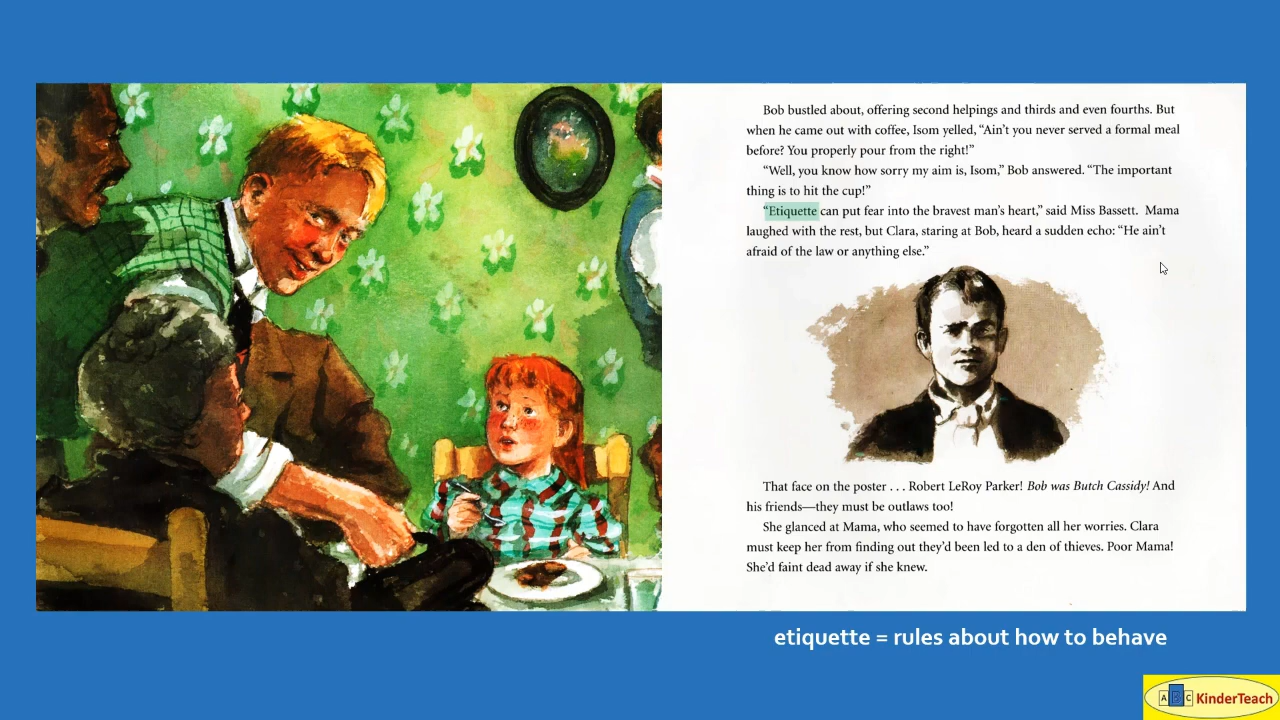 Bob bustled about, offering second helpings and thirds and even fourths. But
when he came out with coffee, Isom yelled, “Ain’t you never served a formal meal
before? You properly pour from the right!”
“Well, you know how sorry my aim is, Isom,” Bob answered. “The important
thing is to hit the cup!”
“Etiquette can put fear into the bravest man’s heart,” said Miss Bassett. Mama
laughed with the rest, but Clara, staring at Bob, heard a sudden echo: “He ain’t
afraid of the law or anything else.”
That face on the poster . . . Robert LeRoy Parker! Bob was Butch Cassidy! And
his friends—they must be outlaws too!
She glanced at Mama, who seemed to have forgotten all her worries. Clara
must keep her from finding out they’d been led to a den of thieves. Poor Mama!
She’d faint dead away if she knew.
etiquette = rules about how to behave
A B C KinderTeach